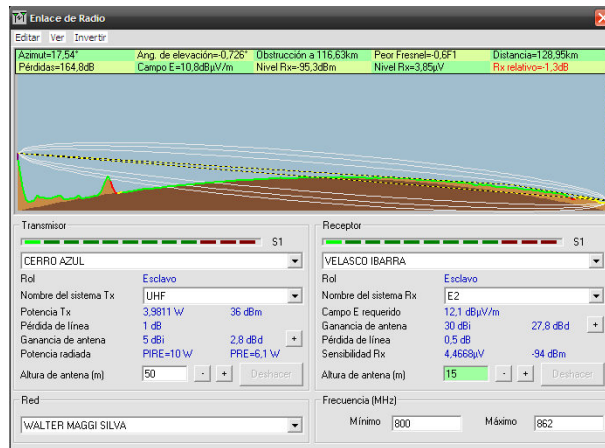 Enlace de Radio
Editar Ver Invertir
Azimut=17,54° Ang. de elevación=-0,726° Obstrucción a 116,63km Peor Fresnel=-0,6F1 Distancia=128,95km
Pérdidas=164,8dB Campo E=10,8dBµV/m Nivel Rx=-95,3dBm Nivel Rx=3,85µV Rx relativo=-1,3dB
Transmisor Receptor
S1 S1
CERRO AZUL VELASCO IBARRA
Rol Esclavo Rol Esclavo
Nombre del sistema Tx UHF Nombre del sistema Rx E2
Potencia Tx 3,9811 W 36 dBm Campo E requerido 12,1 dBµV/m
Pérdida de línea 1 dB Ganancia de antena 30 dBi 27,8 dBd +
Ganancia de antena 5 dBi 2,8 dBd + Pérdida de línea 0,5 dB
Potencia radiada PIRE=10 W PRE=6,1 W Sensibilidad Rx 4,4668µV -94 dBm
Altura de antena (m) 50 - + Deshacer Altura de antena (m) 15 - + Deshacer
Red Frecuencia (MHz)
WALTER MAGGI SILVA Mínimo 800 Máximo 862